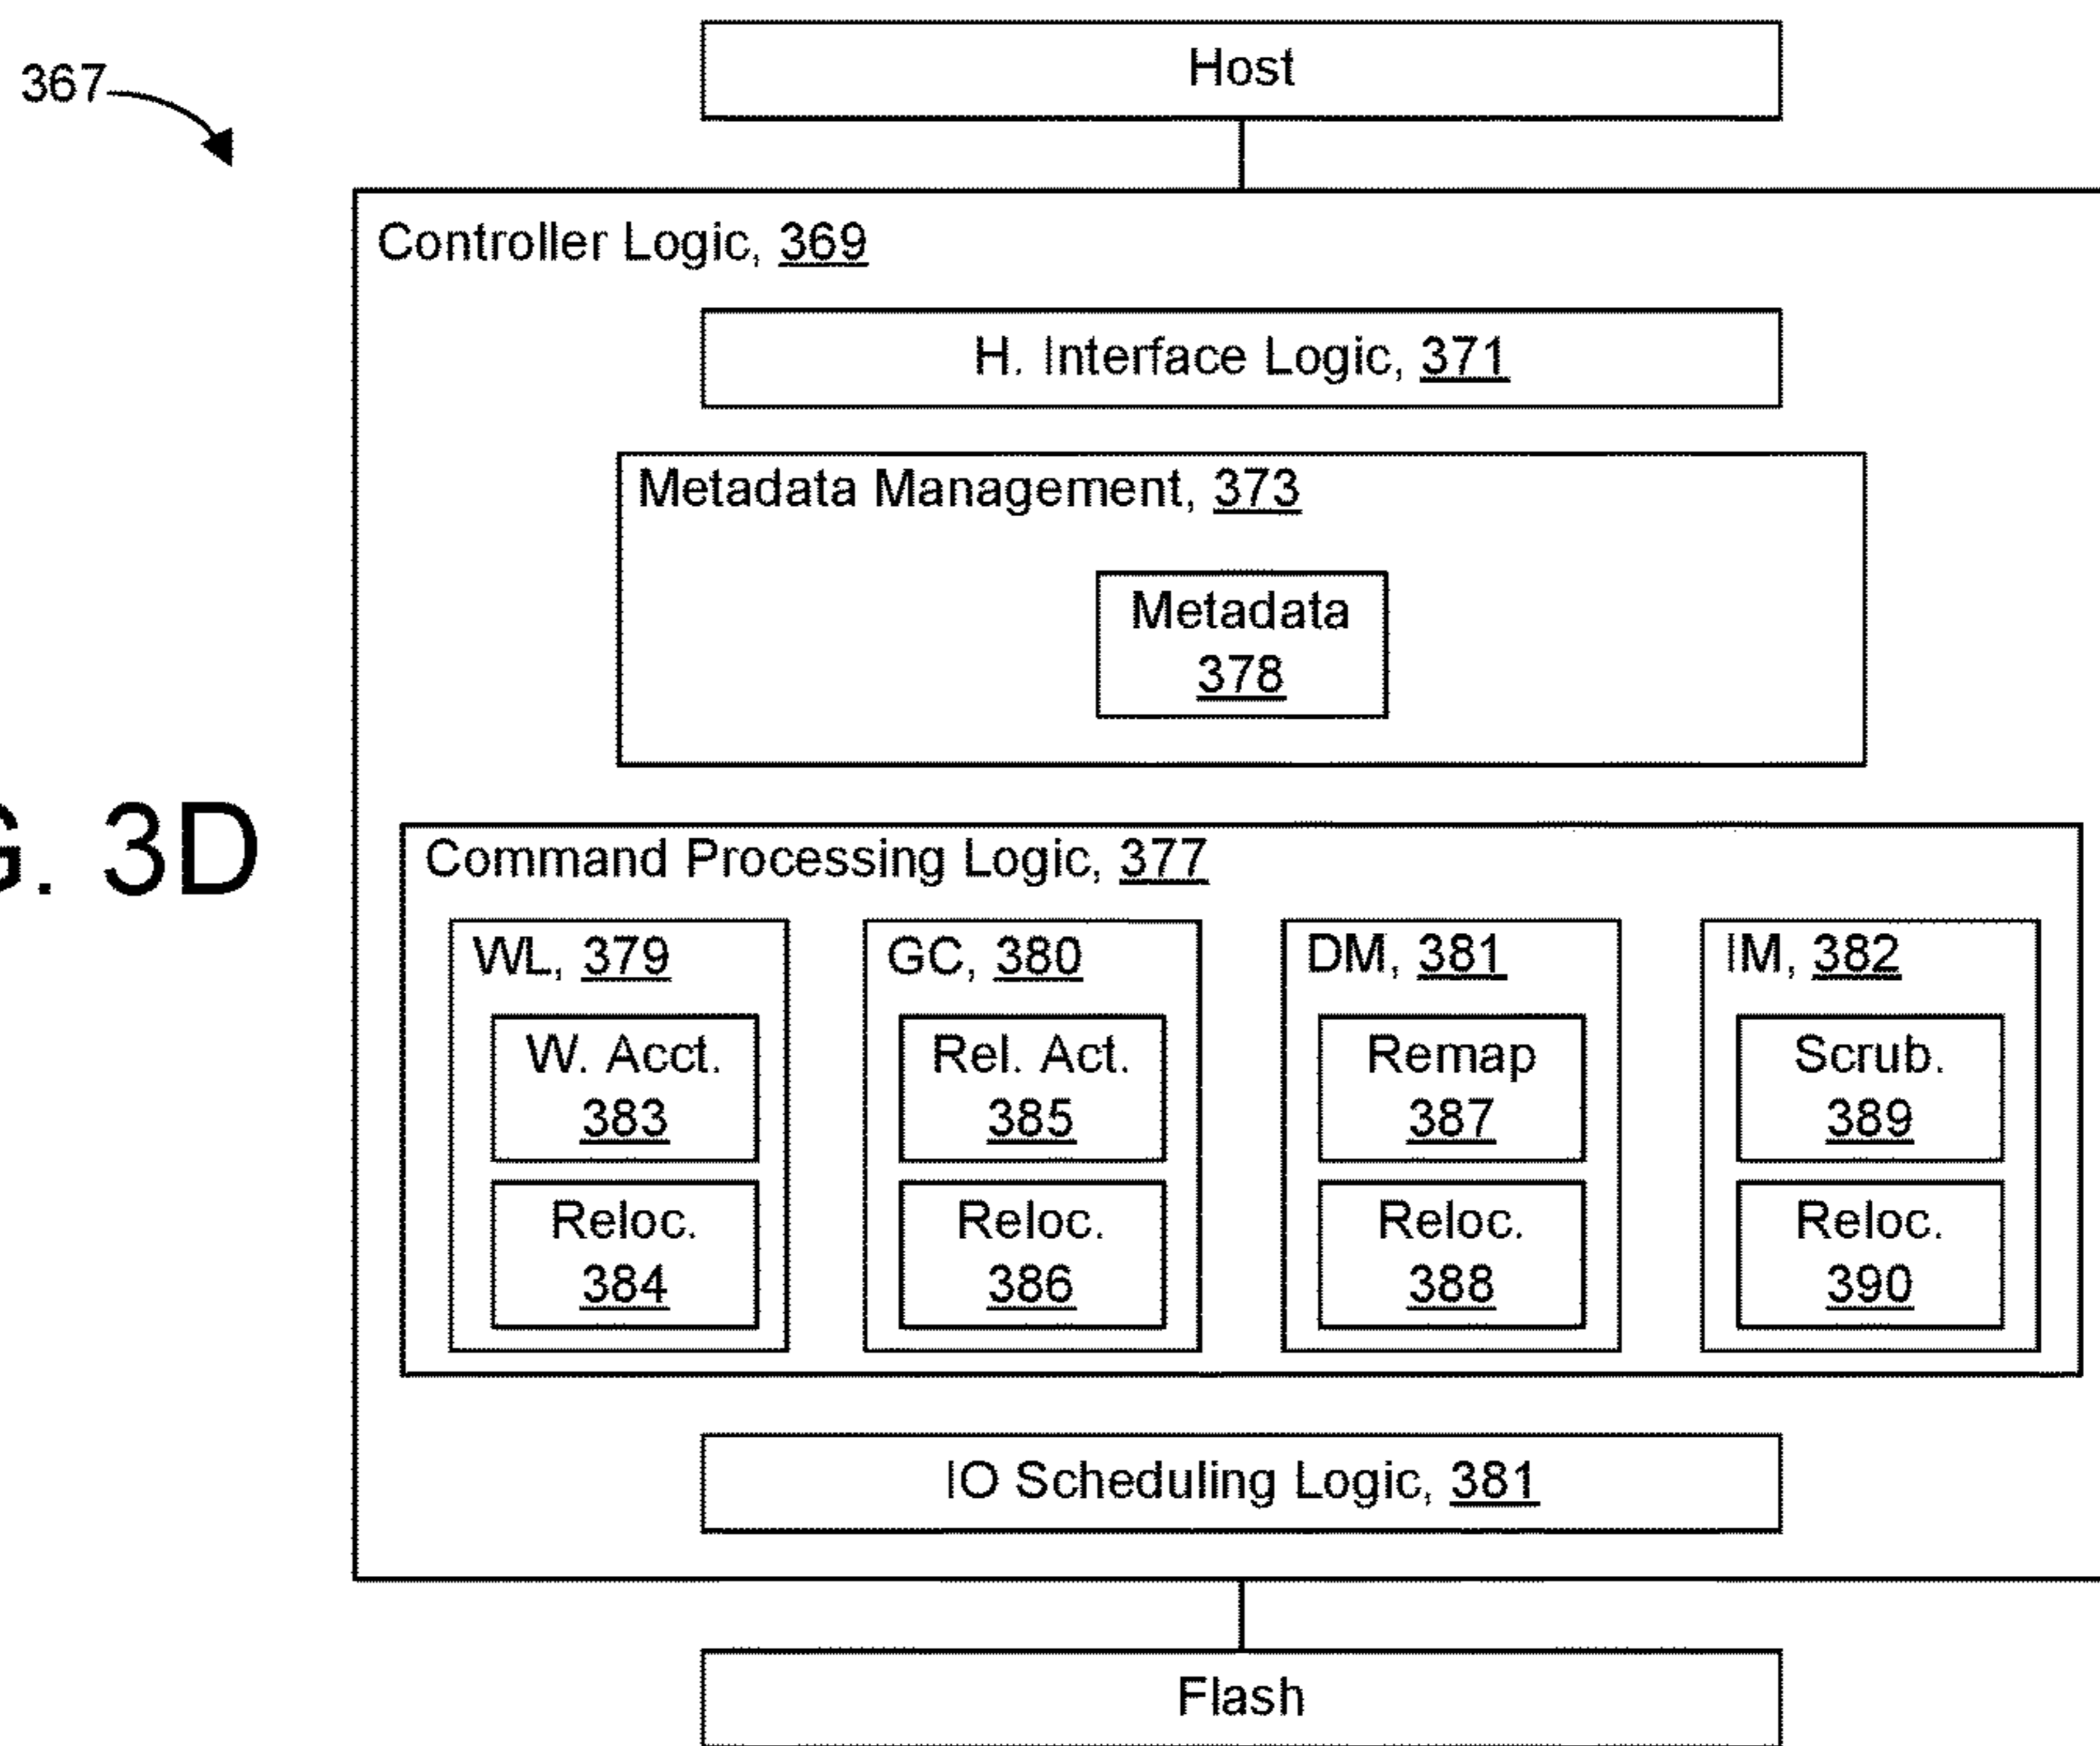 Host
367
Controller Logic, 369
H. Interface Logic, 371
Metadata Management, 373
Metadata
378
G. 3D
Command Processing Logic, 377
WL, 379
W. Acct.
383
Reloc.
384
GC, 380
Rel. Act.
385
Reloc.
386
DM, 381
Remap
387
Reloc.
388
IM, 382
Scrub.
389
Reloc.
390
IO Scheduling Logic, 381
Flash